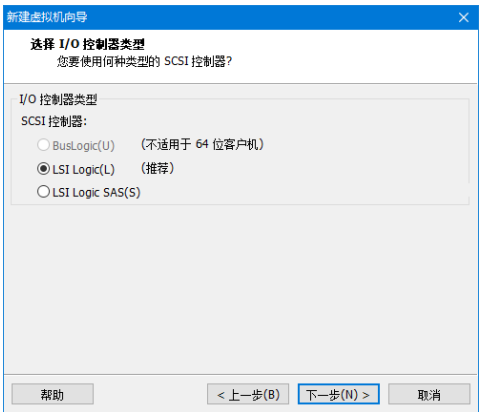 新建虚拟机向导
选择 I/O 控制器类型
您要使用何种类型的 SCSI 控制器?
I/O 控制器类型
SCSI 控制器:
BusLogic(U) (不适用于 64 位客户机)
LSI Logic(L) (推荐)
LSI Logic SAS(S)
帮助 < 上一步(B) 下一步(N) > 取消